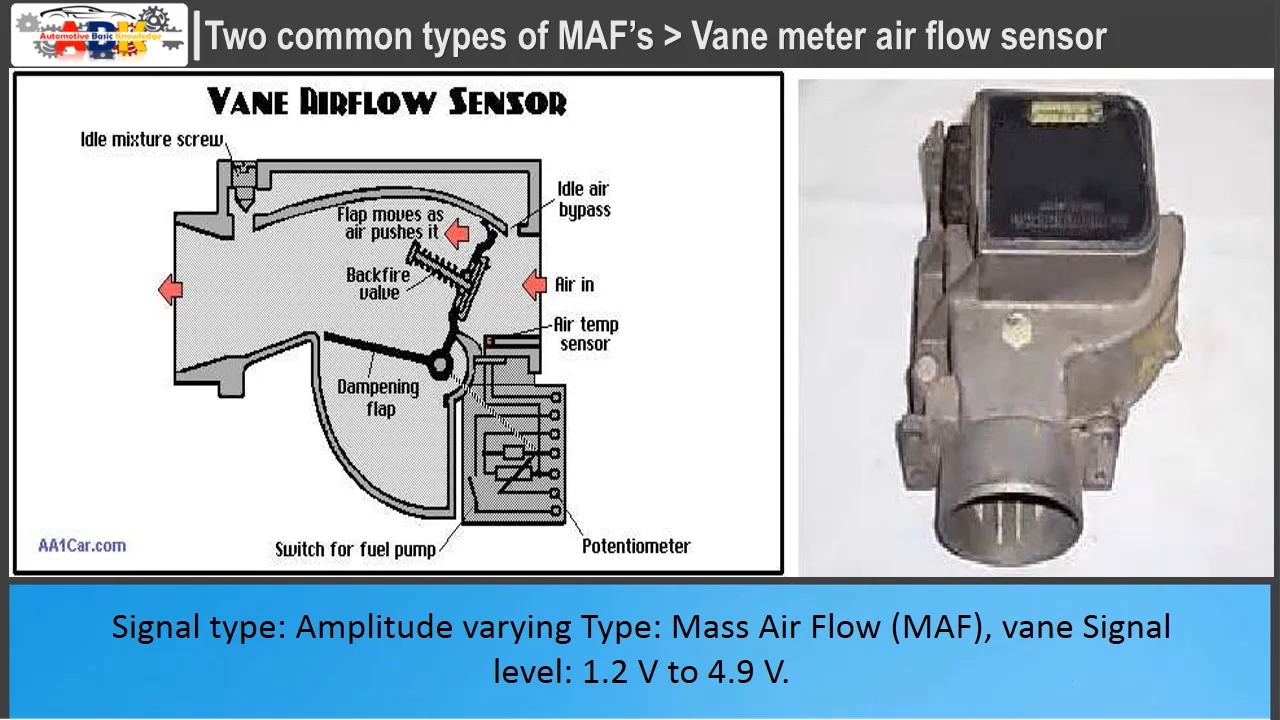 Automotive Basic Knowledge
ABK
Two common types of MAF's > Vane meter air flow sensor
VANE AIRFLOW SENSOR
Idle mixture screw
Idle air
bypass
Flap moves as
air pushes it
Backfire
valve
Air in
Air temp
sensor
Dampening
flap
AA1Car.com
Switch for fuel pump
Potentiometer
Signal type: Amplitude varying Type: Mass Air Flow (MAF), vane Signal
level: 1.2 V to 4.9 V.